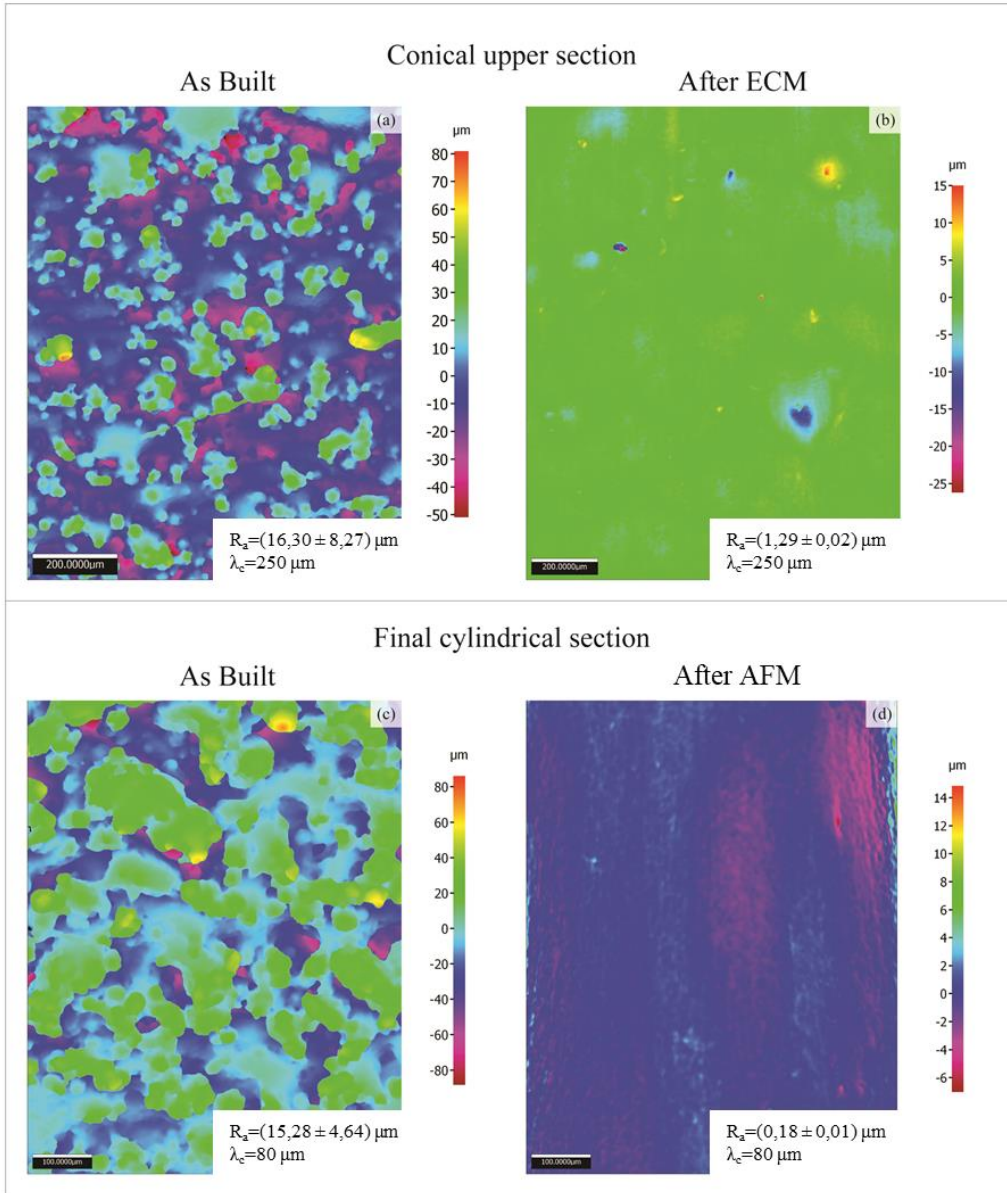 Conical upper section
As Built
After ECM
(a)
µm
80
70
60
50
40
30
20
10
0
-10
-20
-30
-40
-50
200.0000µm
Rₐ=(16,30 ± 8,27) µm
λ꜀=250 µm
(b)
µm
15
10
5
0
-5
-10
-15
-20
-25
200.0000µm
Rₐ=(1,29 ± 0,02) µm
λ꜀=250 µm
Final cylindrical section
As Built
After AFM
(c)
µm
80
60
40
20
0
-20
-40
-60
-80
100.0000µm
Rₐ=(15,28 ± 4,64) µm
λ꜀=80 µm
(d)
µm
14
12
10
8
6
4
2
0
-2
-4
-6
100.0000µm
Rₐ=(0,18 ± 0,01) µm
λ꜀=80 µm